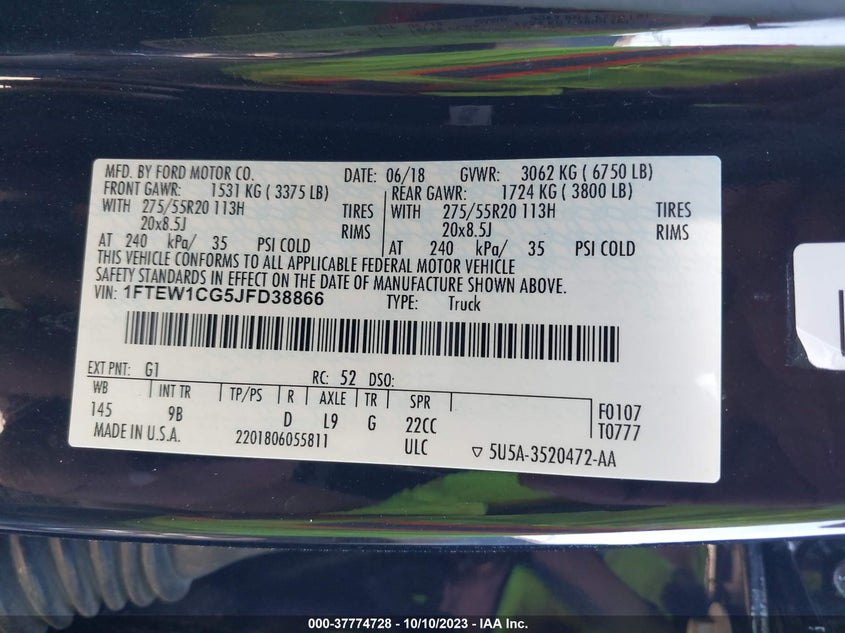 MFD. BY FORD MOTOR CO. DATE: 06/18 GVWR: 3062 KG ( 6750 LB)
FRONT GAWR: 1531 KG ( 3375 LB) REAR GAWR: 1724 KG ( 3800 LB)
WITH 275/55R20 113H TIRES WITH 275/55R20 113H TIRES
20x8.5J RIMS 20x8.5J RIMS
AT 240 kPa/ 35 PSI COLD AT 240 kPa/ 35 PSI COLD
THIS VEHICLE CONFORMS TO ALL APPLICABLE FEDERAL MOTOR VEHICLE
SAFETY STANDARDS IN EFFECT ON THE DATE OF MANUFACTURE SHOWN ABOVE.
VIN: 1FTEW1CG5JFD38866 TYPE: Truck
EXT PNT: G1 RC: 52 DSO:
WB INT TR TP/PS R AXLE TR SPR
145 9B D L9 G 22CC F0107
MADE IN U.S.A. 2201806055811 ULC T0777
▽ 5U5A-3520472-AA
000-37774728 - 10/10/2023 - IAA Inc.